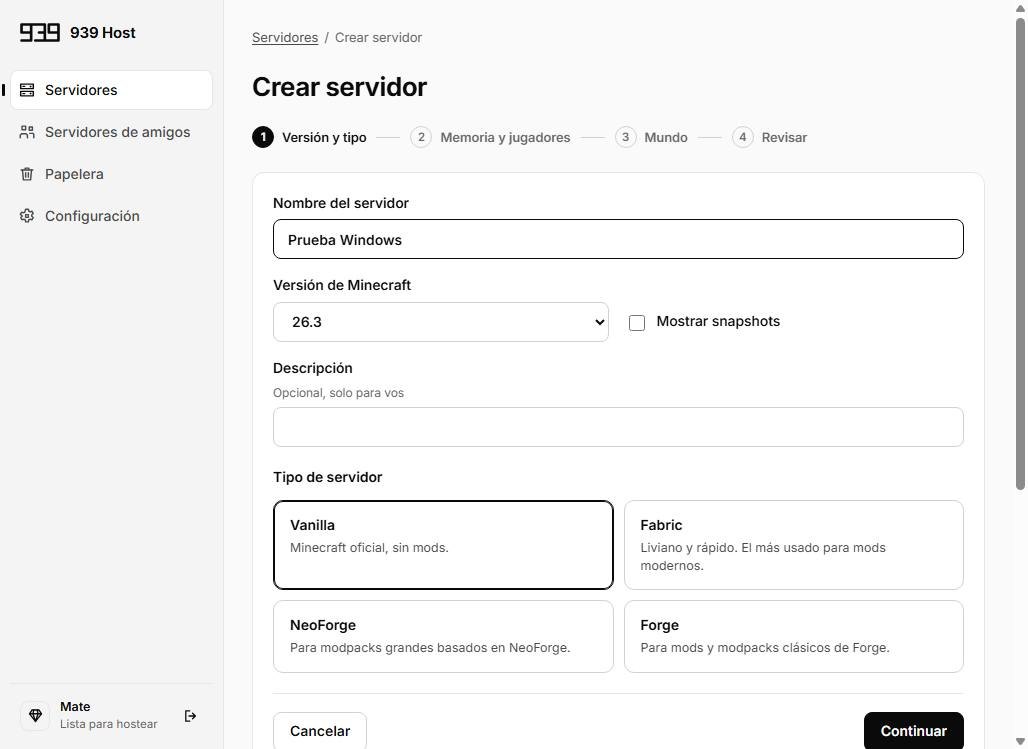 939 939 Host
Servidores
Servidores de amigos
Papelera
Configuración
Mate
Lista para hostear
Servidores / Crear servidor
Crear servidor
1 Versión y tipo 2 Memoria y jugadores 3 Mundo 4 Revisar
Nombre del servidor
Prueba Windows
Versión de Minecraft
26.3 Mostrar snapshots
Descripción
Opcional, solo para vos
Tipo de servidor
Vanilla
Minecraft oficial, sin mods.
Fabric
Liviano y rápido. El más usado para mods
modernos.
NeoForge
Para modpacks grandes basados en NeoForge.
Forge
Para mods y modpacks clásicos de Forge.
Cancelar Continuar